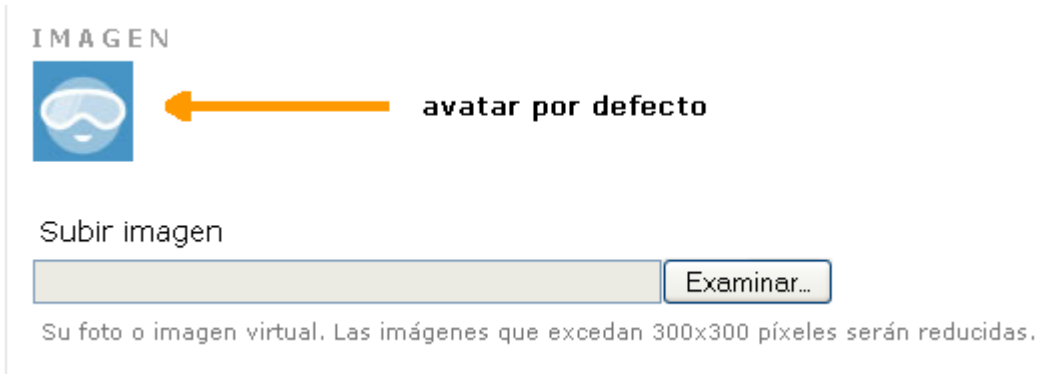 IMAGEN
avatar por defecto
Subir imagen
Examinar...
Su foto o imagen virtual. Las imágenes que excedan 300x300 píxeles serán reducidas.